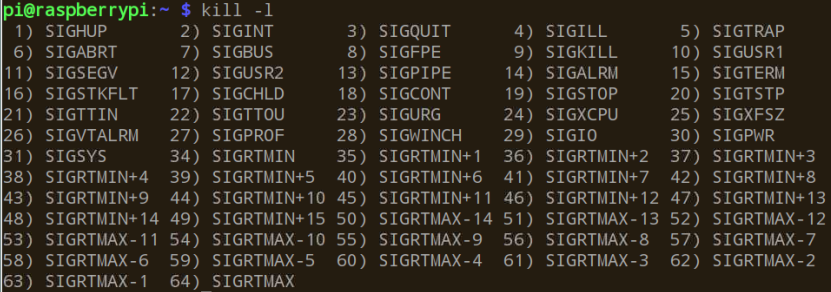 pi@raspberrypi:~ $ kill -l
 1) SIGHUP       2) SIGINT       3) SIGQUIT      4) SIGILL       5) SIGTRAP
 6) SIGABRT      7) SIGBUS       8) SIGFPE       9) SIGKILL     10) SIGUSR1
11) SIGSEGV     12) SIGUSR2     13) SIGPIPE     14) SIGALRM     15) SIGTERM
16) SIGSTKFLT   17) SIGCHLD     18) SIGCONT     19) SIGSTOP     20) SIGTSTP
21) SIGTTIN     22) SIGTTOU     23) SIGURG      24) SIGXCPU     25) SIGXFSZ
26) SIGVTALRM   27) SIGPROF     28) SIGWINCH    29) SIGIO       30) SIGPWR
31) SIGSYS      34) SIGRTMIN    35) SIGRTMIN+1  36) SIGRTMIN+2  37) SIGRTMIN+3
38) SIGRTMIN+4  39) SIGRTMIN+5  40) SIGRTMIN+6  41) SIGRTMIN+7  42) SIGRTMIN+8
43) SIGRTMIN+9  44) SIGRTMIN+10 45) SIGRTMIN+11 46) SIGRTMIN+12 47) SIGRTMIN+13
48) SIGRTMIN+14 49) SIGRTMIN+15 50) SIGRTMAX-14 51) SIGRTMAX-13 52) SIGRTMAX-12
53) SIGRTMAX-11 54) SIGRTMAX-10 55) SIGRTMAX-9  56) SIGRTMAX-8  57) SIGRTMAX-7
58) SIGRTMAX-6  59) SIGRTMAX-5  60) SIGRTMAX-4  61) SIGRTMAX-3  62) SIGRTMAX-2
63) SIGRTMAX-1  64) SIGRTMAX